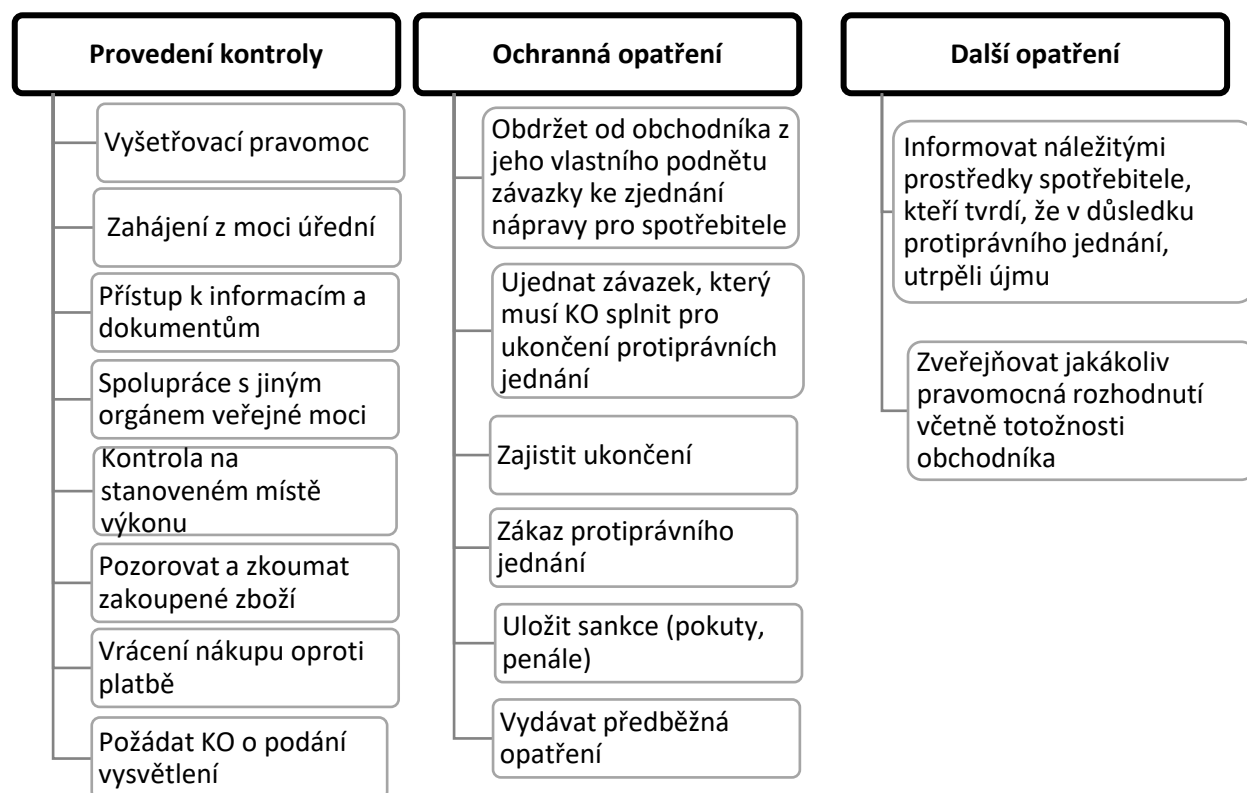 Provedení kontroly
Vyšetřovací pravomoc
Zahájení z moci úřední
Přístup k informacím a
dokumentům
Spolupráce s jiným
orgánem veřejné moci
Kontrola na
stanoveném místě
výkonu
Pozorovat a zkoumat
zakoupené zboží
Vrácení nákupu oproti
platbě
Požádat KO o podání
vysvětlení
Ochranná opatření
Obdržet od obchodníka z
jeho vlastního podnětu
závazky ke zjednání
nápravy pro spotřebitele
Ujednat závazek, který
musí KO splnit pro
ukončení protiprávních
jednání
Zajistit ukončení
Zákaz protiprávního
jednání
Uložit sankce (pokuty,
penále)
Vydávat předběžná
opatření
Další opatření
Informovat náležitými
prostředky spotřebitele,
kteří tvrdí, že v důsledku
protiprávního jednání,
utrpěli újmu
Zveřejňovat jakákoliv
pravomocná rozhodnutí
včetně totožnosti
obchodníka